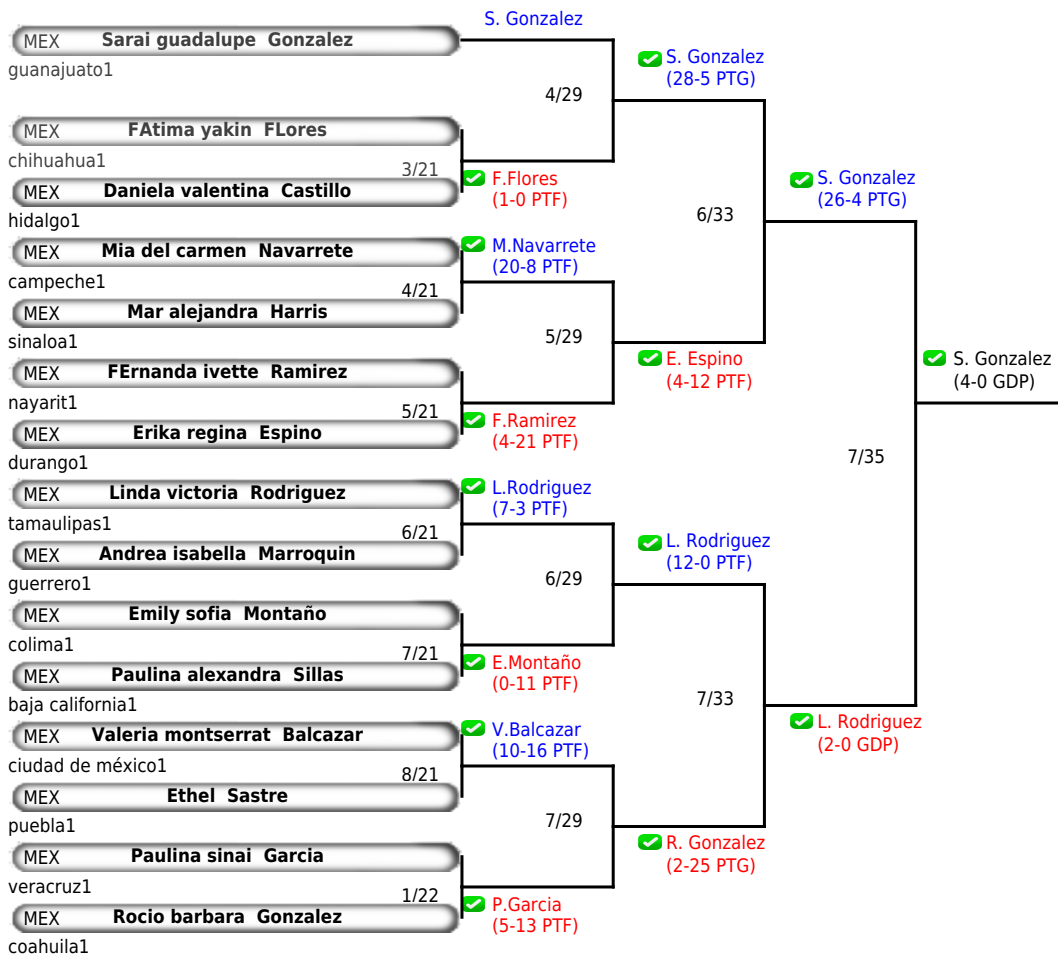 S. Gonzalez
MEX Sarai guadalupe Gonzalez
guanajuato1
S. Gonzalez
(28-5 PTG)
4/29
MEX FAtima yakin FLores
chihuahua1
3/21
F.Flores
(1-0 PTF)
MEX Daniela valentina Castillo
hidalgo1
S. Gonzalez
(26-4 PTG)
6/33
MEX Mia del carmen Navarrete
campeche1
M.Navarrete
(20-8 PTF)
4/21
MEX Mar alejandra Harris
sinaloa1
5/29
E. Espino
(4-12 PTF)
S. Gonzalez
(4-0 GDP)
MEX FErnanda ivette Ramirez
nayarit1
5/21
F.Ramirez
(4-21 PTF)
MEX Erika regina Espino
durango1
7/35
MEX Linda victoria Rodriguez
tamaulipas1
L.Rodriguez
(7-3 PTF)
6/21
MEX Andrea isabella Marroquin
guerrero1
L. Rodriguez
(12-0 PTF)
6/29
MEX Emily sofia Montaño
colima1
7/21
E.Montaño
(0-11 PTF)
MEX Paulina alexandra Sillas
baja california1
7/33
L. Rodriguez
(2-0 GDP)
MEX Valeria montserrat Balcazar
ciudad de méxico1
V.Balcazar
(10-16 PTF)
8/21
MEX Ethel Sastre
puebla1
7/29
R. Gonzalez
(2-25 PTG)
MEX Paulina sinai Garcia
veracruz1
1/22
P.Garcia
(5-13 PTF)
MEX Rocio barbara Gonzalez
coahuila1